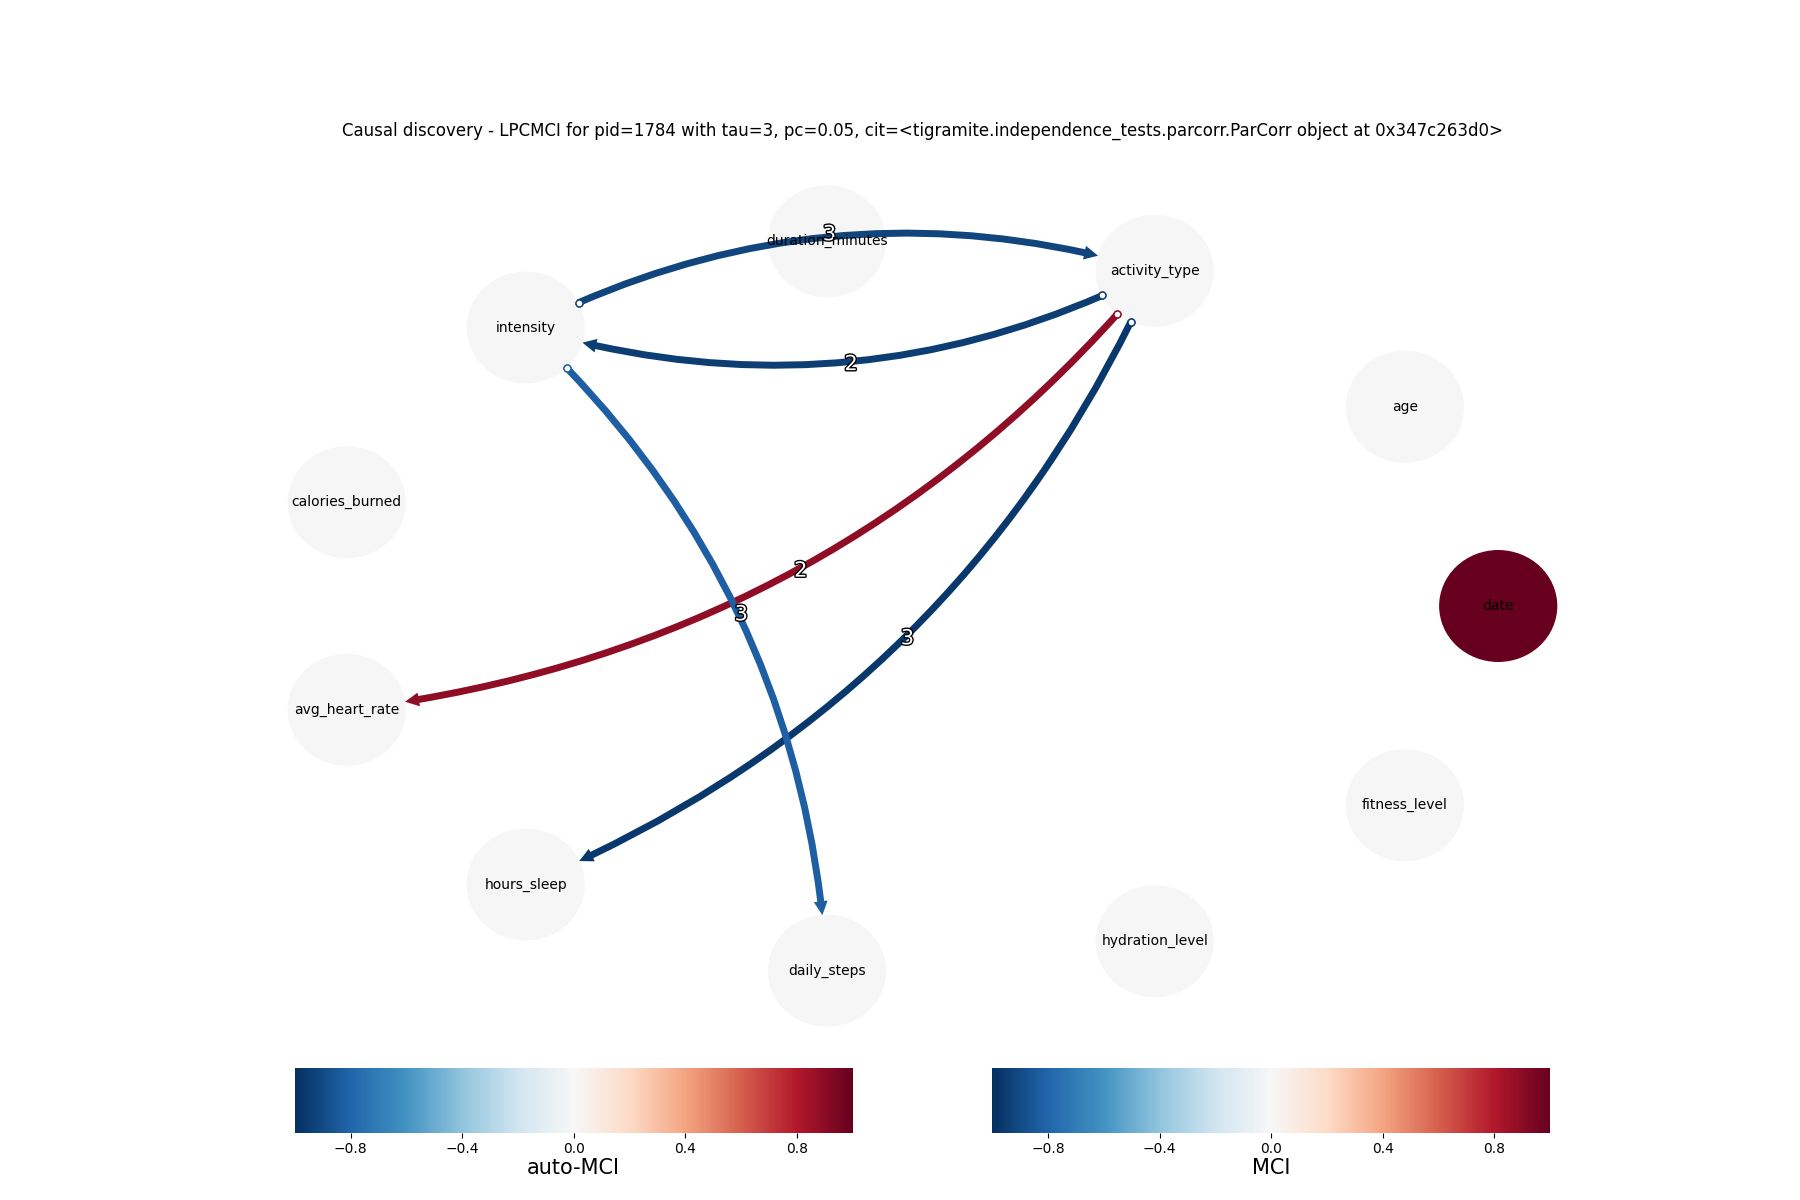 Causal discovery - LPCMCI for pid=1784 with tau=3, pc=0.05, cit=<tigramite.independence_tests.parcorr.ParCorr object at 0x347c263d0>
3
duration_minutes
activity_type
intensity
2
age
calories_burned
2
date
3
3
avg_heart_rate
fitness_level
hours_sleep
hydration_level
daily_steps
−0.8 −0.4 0.0 0.4 0.8
auto-MCI
−0.8 −0.4 0.0 0.4 0.8
MCI